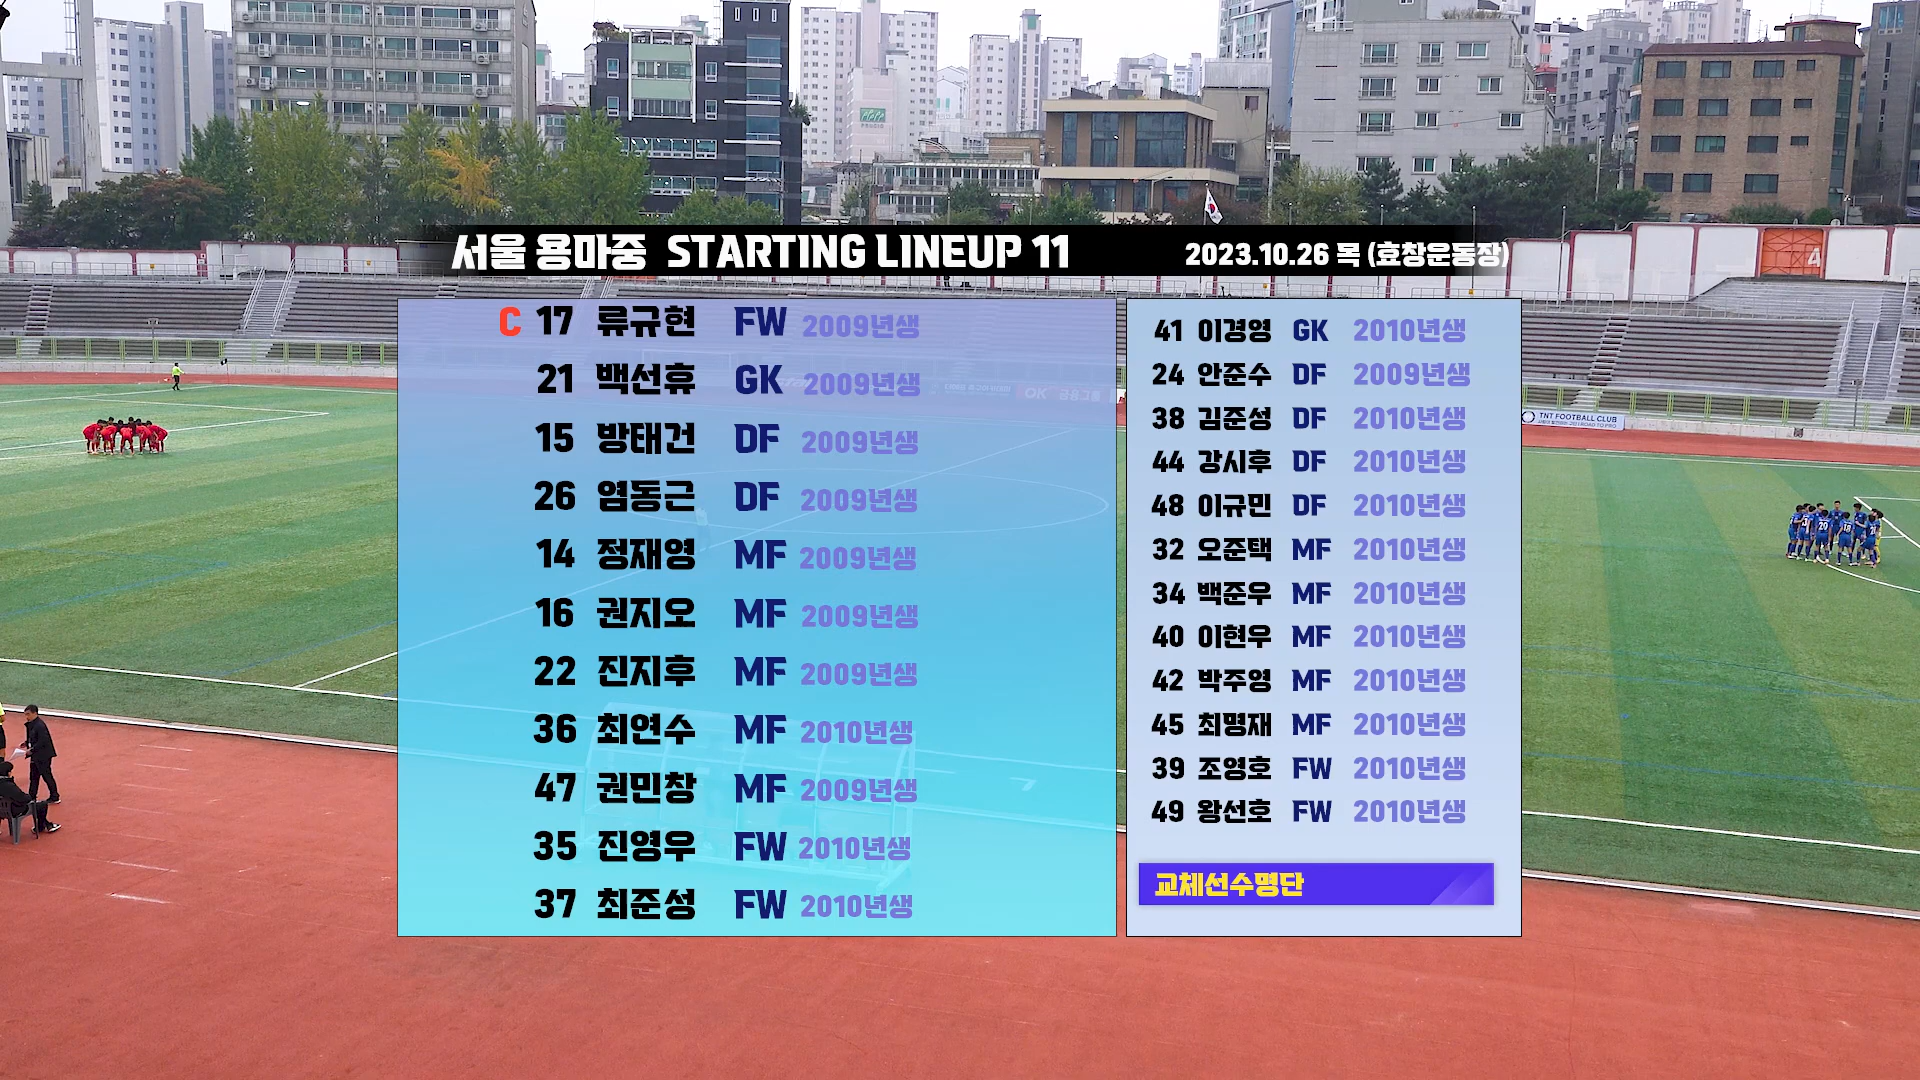 서울 용마중 STARTING LINEUP 11
2023.10.26 목 (효창운동장)
C 17 류규현 FW 2009년생
21 백선휴 GK 2009년생
15 방태건 DF 2009년생
26 염동근 DF 2009년생
14 정재영 MF 2009년생
16 권지오 MF 2009년생
22 진지후 MF 2009년생
36 최연수 MF 2010년생
47 권민창 MF 2009년생
35 진영우 FW 2010년생
37 최준성 FW 2010년생
41 이경영 GK 2010년생
24 안준수 DF 2009년생
38 김준성 DF 2010년생
44 강시후 DF 2010년생
48 이규민 DF 2010년생
32 오준택 MF 2010년생
34 백준우 MF 2010년생
40 이현우 MF 2010년생
42 박주영 MF 2010년생
45 최명재 MF 2010년생
39 조영호 FW 2010년생
49 왕선호 FW 2010년생
교체선수명단
4
TNT FOOTBALL CLUB
OK 금융그룹
20